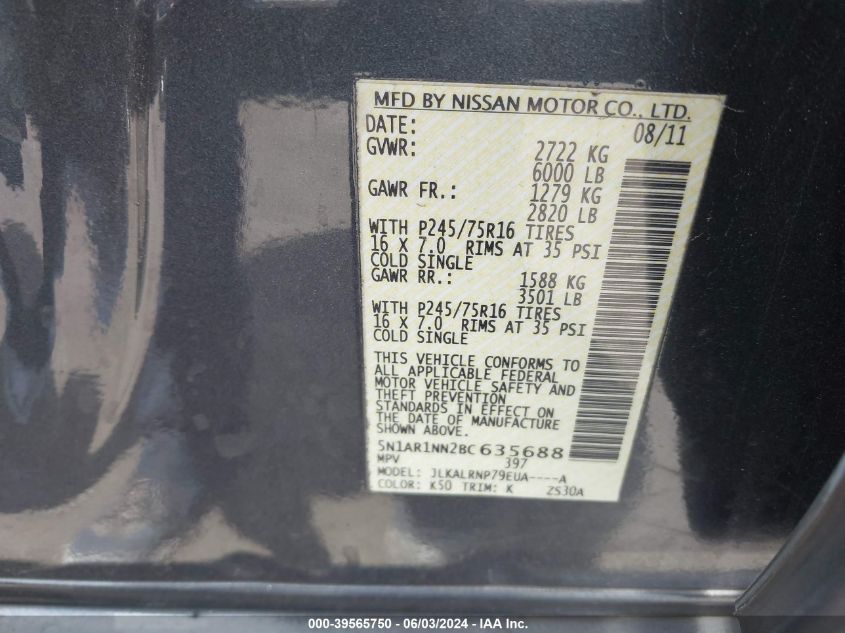 MFD BY NISSAN MOTOR CO., LTD.
DATE: 08/11
GVWR: 2722 KG
6000 LB
GAWR FR.: 1279 KG
2820 LB
WITH P245/75R16 TIRES
16 X 7.0 RIMS AT 35 PSI
COLD SINGLE
GAWR RR.: 1588 KG
3501 LB
WITH P245/75R16 TIRES
16 X 7.0 RIMS AT 35 PSI
COLD SINGLE
THIS VEHICLE CONFORMS TO
ALL APPLICABLE FEDERAL
MOTOR VEHICLE SAFETY AND
THEFT PREVENTION
STANDARDS IN EFFECT ON
THE DATE OF MANUFACTURE
SHOWN ABOVE.
5N1AR1NN2BC635688
MPV 397
MODEL: JLKALRNP79EUA----A
COLOR: K50 TRIM: K ZS30A
000-39565750 - 06/03/2024 - IAAI.com